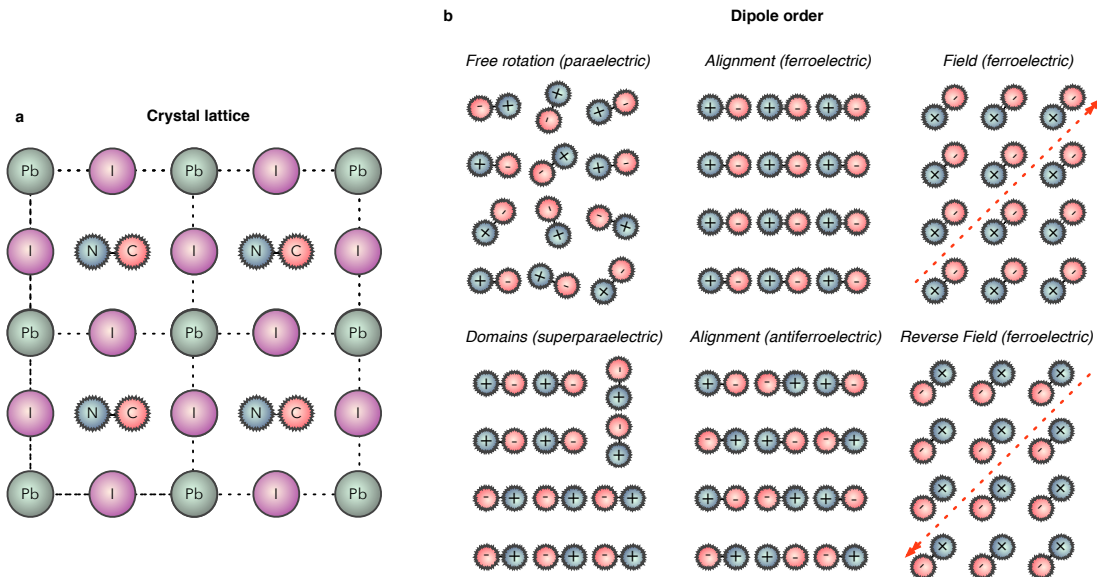 a
Crystal lattice
Pb I Pb I Pb
I N C I N C I
Pb I Pb I Pb
I N C I N C I
Pb I Pb I Pb
b
Dipole order
Free rotation (paraelectric)
Alignment (ferroelectric)
Field (ferroelectric)
Domains (superparaelectric)
Alignment (antiferroelectric)
Reverse Field (ferroelectric)